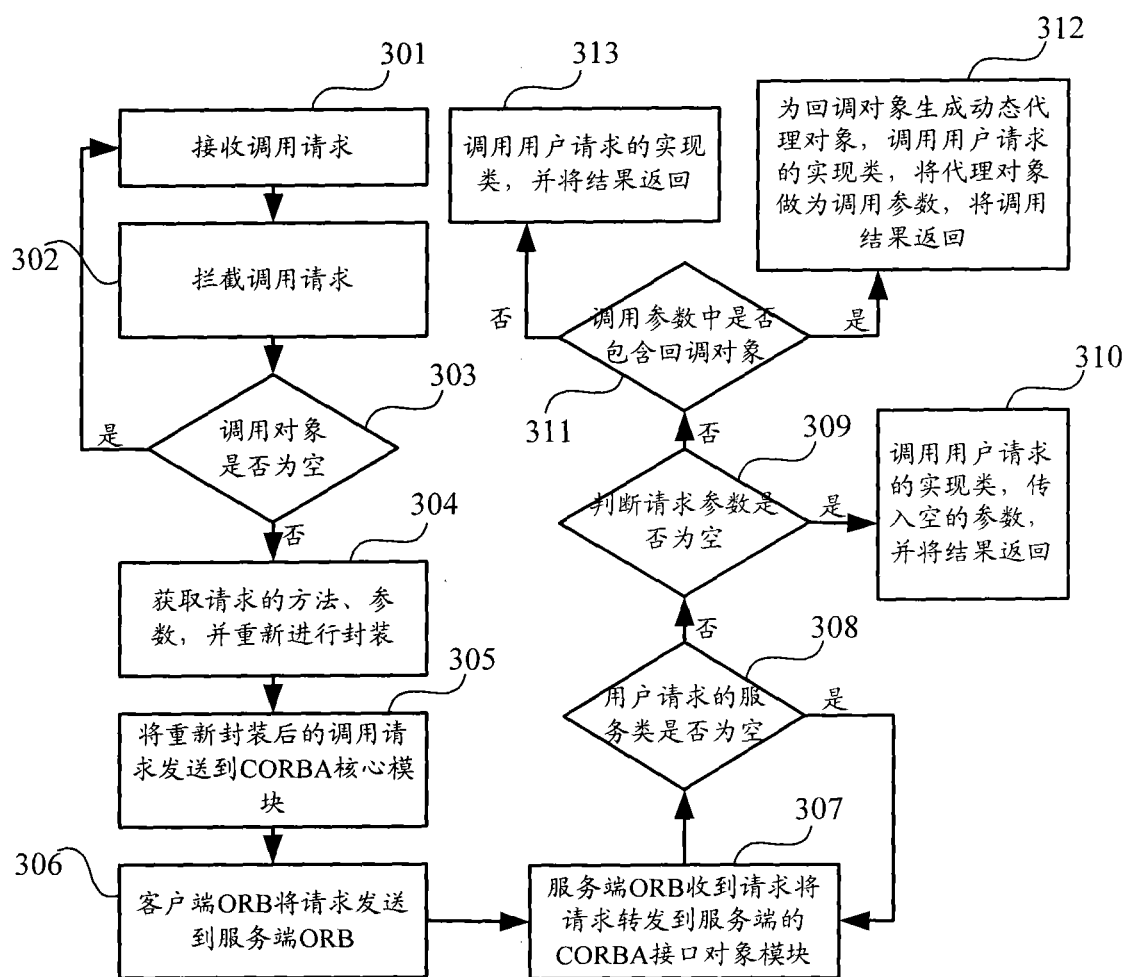 301
接收调用请求
302
拦截调用请求
303
调用对象
是否为空
是
否
304
获取请求的方法、参
数，并重新进行封装
305
将重新封装后的调用请
求发送到CORBA核心模
块
306
客户端ORB将请求发送
到服务端ORB
307
服务端ORB收到请求将
请求转发到服务端的
CORBA接口对象模块
308
用户请求的服
务类是否为空
是
否
309
判断请求参数是
否为空
是
否
310
调用用户请求
的实现类，传
入空的参数，
并将结果返回
311
调用参数中是否
包含回调对象
否
是
312
为回调对象生成动态代
理对象，调用用户请求
的实现类，将代理对象
做为调用参数，将调用
结果返回
313
调用用户请求的实现
类，并将结果返回